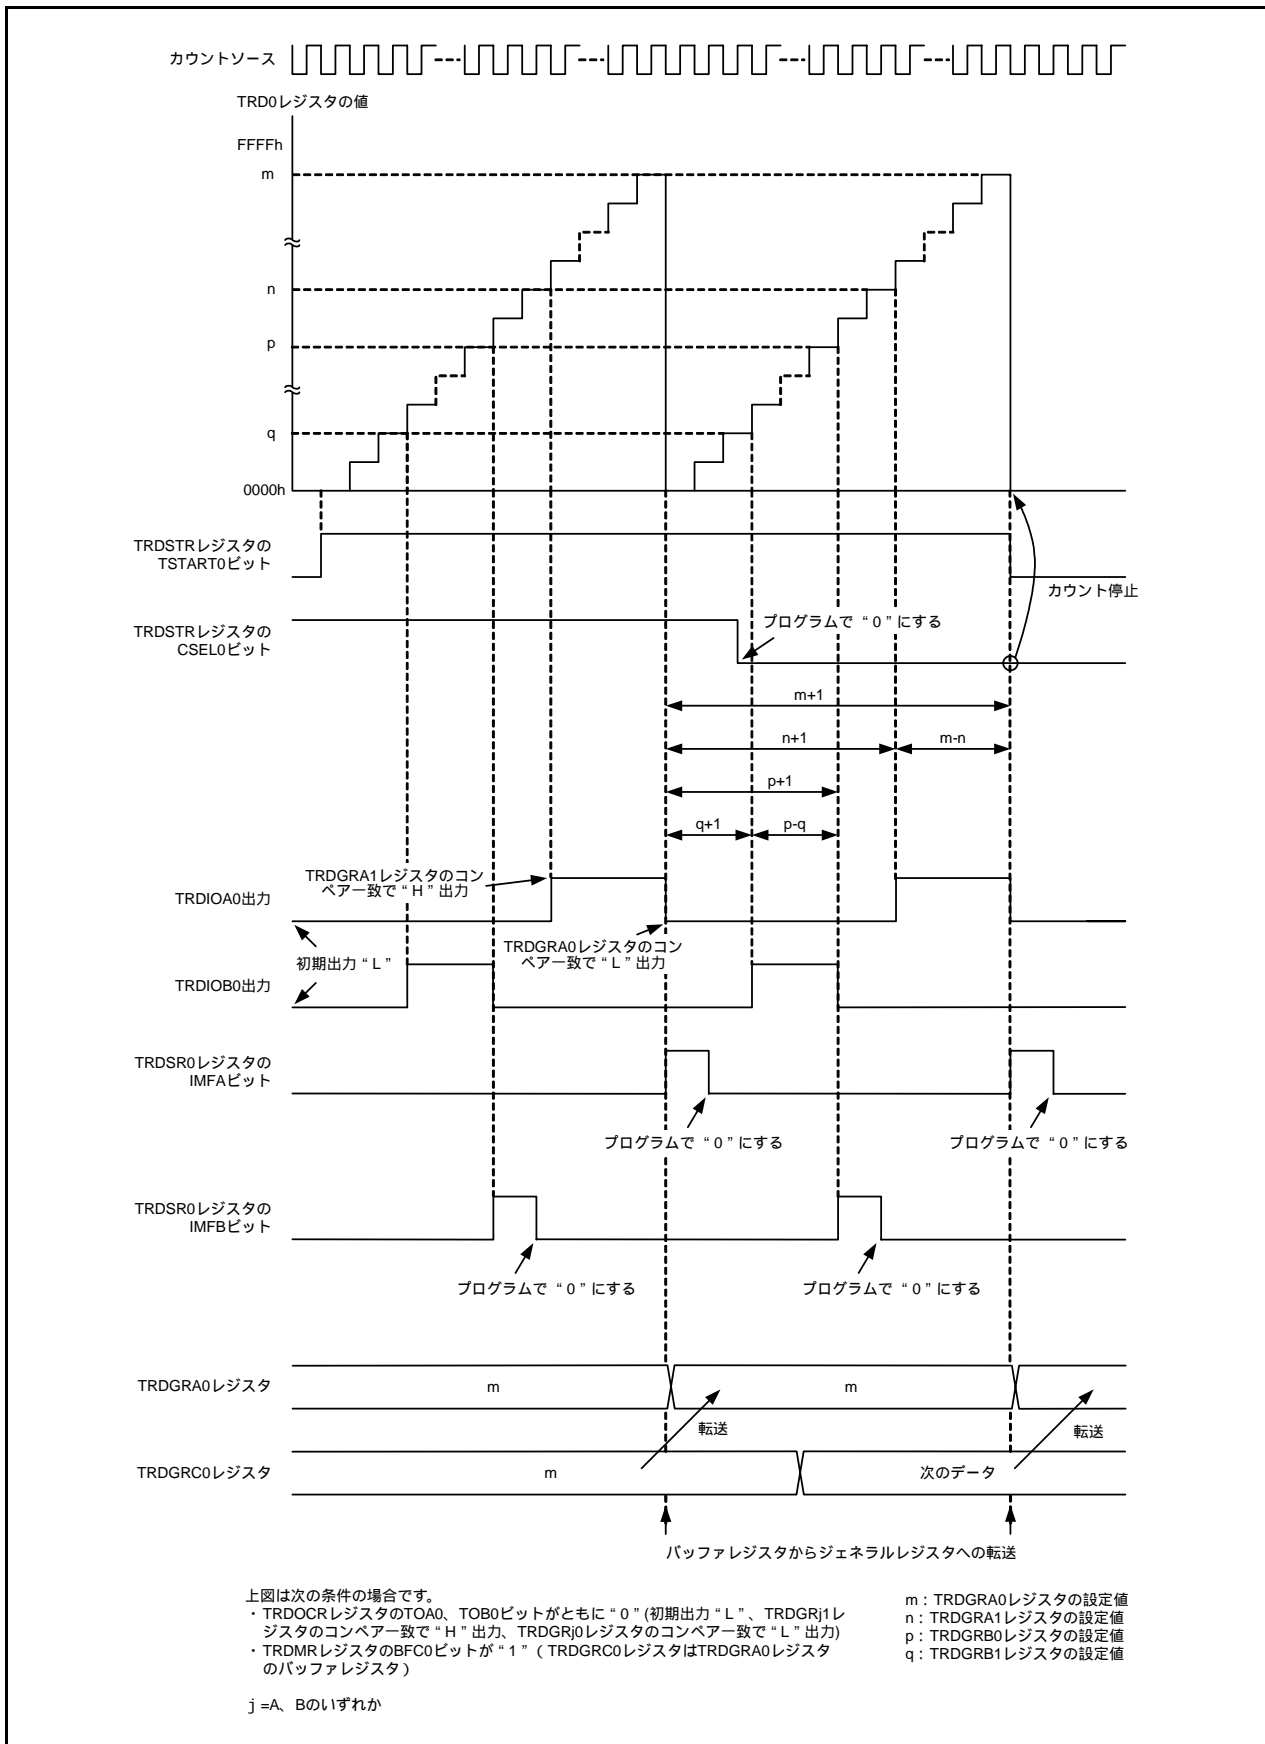 カウントソース
TRD0レジスタの値
FFFFh
m
n
p
q
0000h
TRDSTRレジスタの
TSTART0ビット
カウント停止
TRDSTRレジスタの
CSEL0ビット
プログラムで “0” にする
m+1
n+1
m-n
p+1
q+1
p-q
TRDGRA1レジスタのコン
ペア一致で “H” 出力
TRDIOA0出力
TRDGRA0レジスタのコン
ペア一致で “L” 出力
初期出力 “L”
TRDIOB0出力
TRDSR0レジスタの
IMFAビット
プログラムで “0” にする
プログラムで “0” にする
TRDSR0レジスタの
IMFBビット
プログラムで “0” にする
プログラムで “0” にする
TRDGRA0レジスタ
m
m
転送
転送
TRDGRC0レジスタ
m
次のデータ
バッファレジスタからジェネラルレジスタへの転送
上図は次の条件の場合です。
・TRDOCRレジスタのTOA0、TOB0ビットがともに “0” (初期出力 “L”、TRDGRj1レ
ジスタのコンペア一致で “H” 出力、TRDGRj0レジスタのコンペア一致で “L” 出力)
・TRDMRレジスタのBFC0ビットが “1”（TRDGRC0レジスタはTRDGRA0レジスタ
のバッファレジスタ）
j =A、Bのいずれか
m : TRDGRA0レジスタの設定値
n : TRDGRA1レジスタの設定値
p : TRDGRB0レジスタの設定値
q : TRDGRB1レジスタの設定値